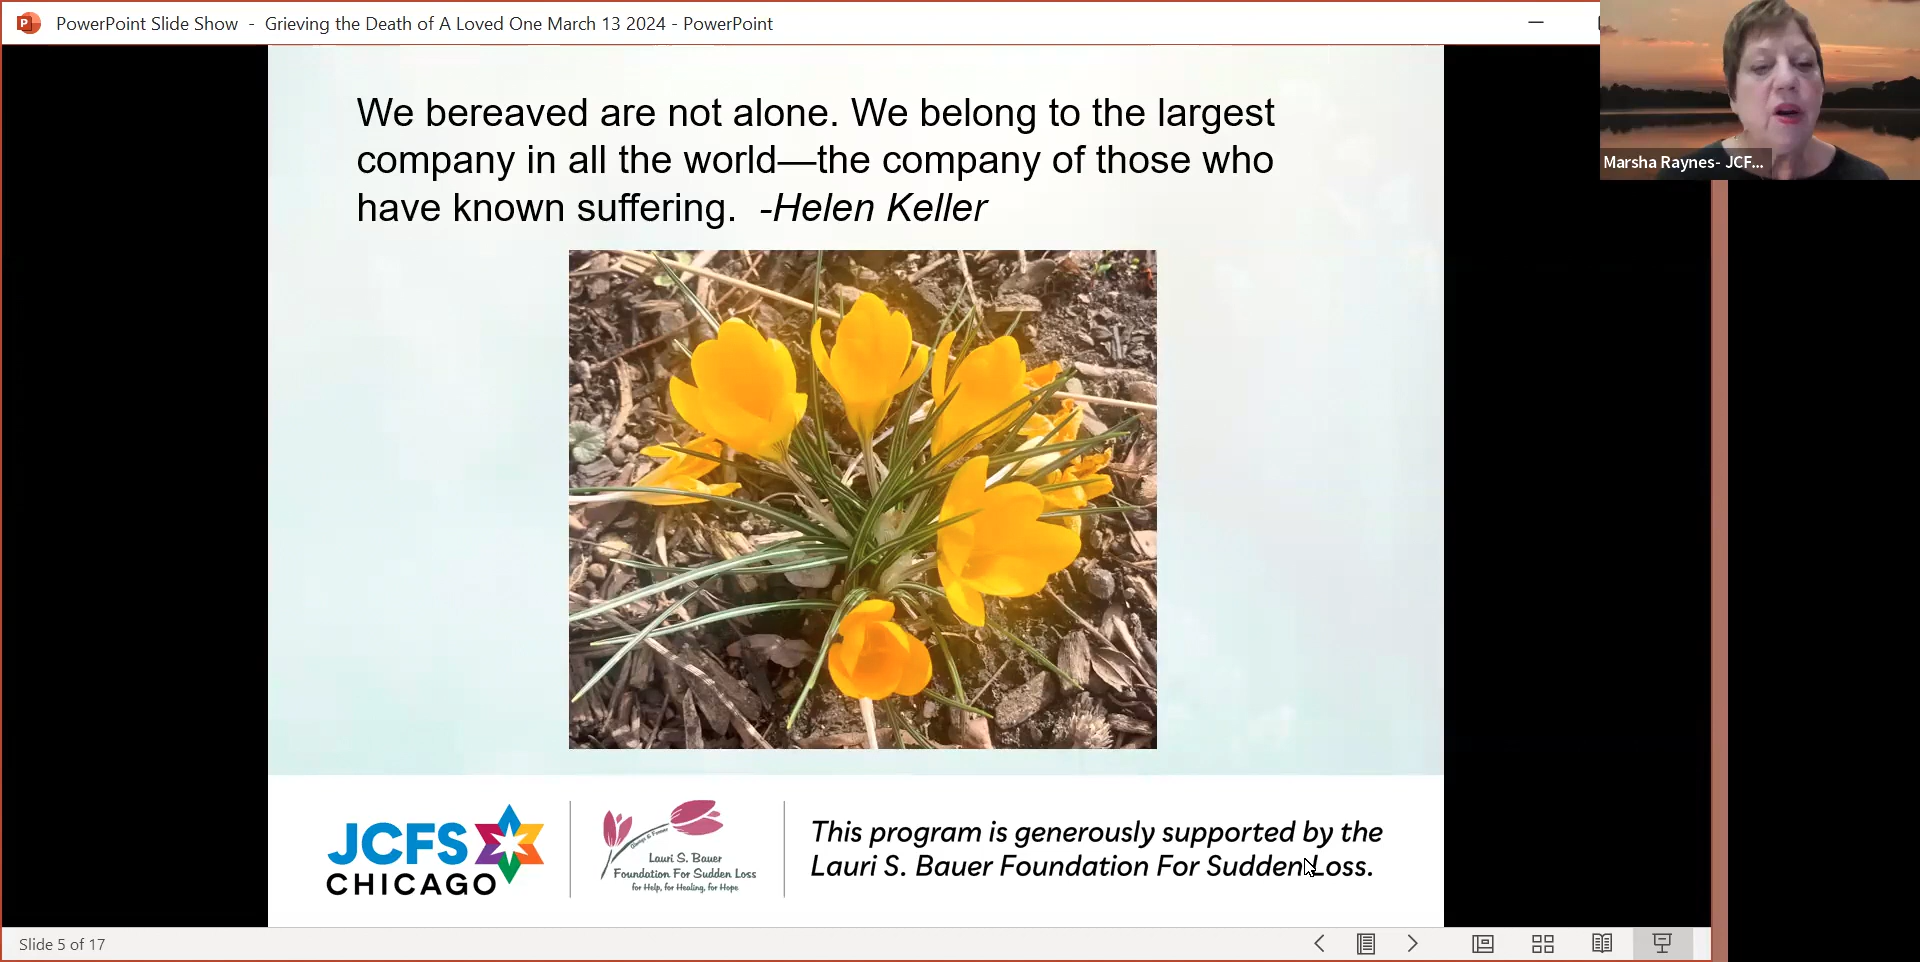 PowerPoint Slide Show - Grieving the Death of A Loved One March 13 2024 - PowerPoint
Marsha Raynes- JCF...
We bereaved are not alone. We belong to the largest
company in all the world—the company of those who
have known suffering. -Helen Keller
JCFS
CHICAGO
Always & Forever
Lauri S. Bauer
Foundation For Sudden Loss
for Help, for Healing, for Hope
This program is generously supported by the
Lauri S. Bauer Foundation For Sudden Loss.
Slide 5 of 17